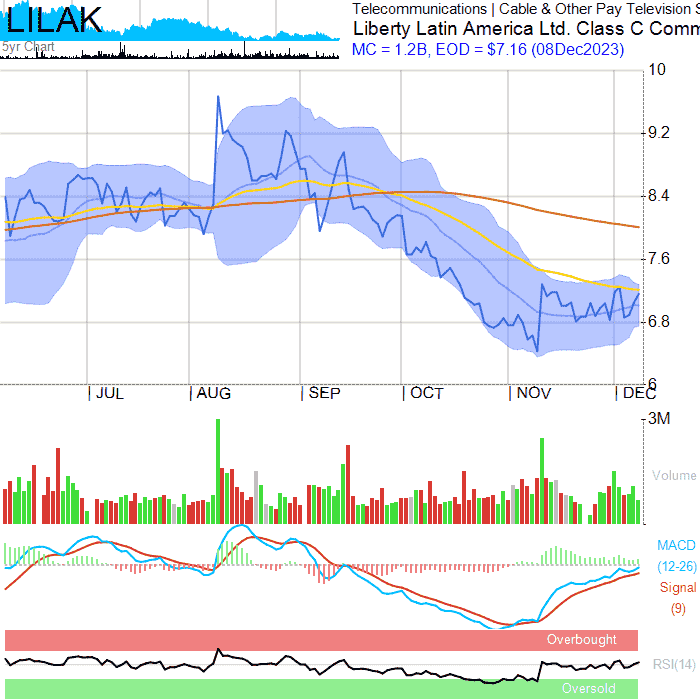 LILAK
5yr Chart
Telecommunications | Cable & Other Pay Television S
Liberty Latin America Ltd. Class C Comm
MC = 1.2B, EOD = $7.16 (08Dec2023)
10
9.2
8.4
7.6
6.8
6
JUL AUG SEP OCT NOV DEC
3M
Volume
MACD
(12-26)
Signal
(9)
Overbought
RSI(14)
Oversold